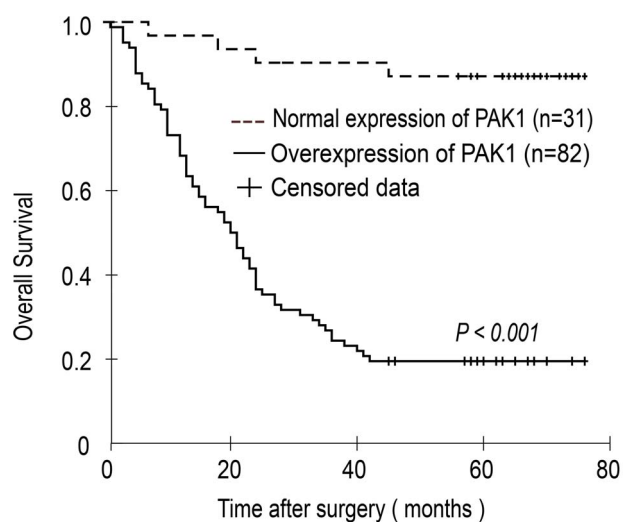 1.0
0.8
0.6
0.4
0.2
0
Overall Survival
Normal expression of PAK1 (n=31)
Overexpression of PAK1 (n=82)
Censored data
P < 0.001
0 20 40 60 80
Time after surgery ( months )